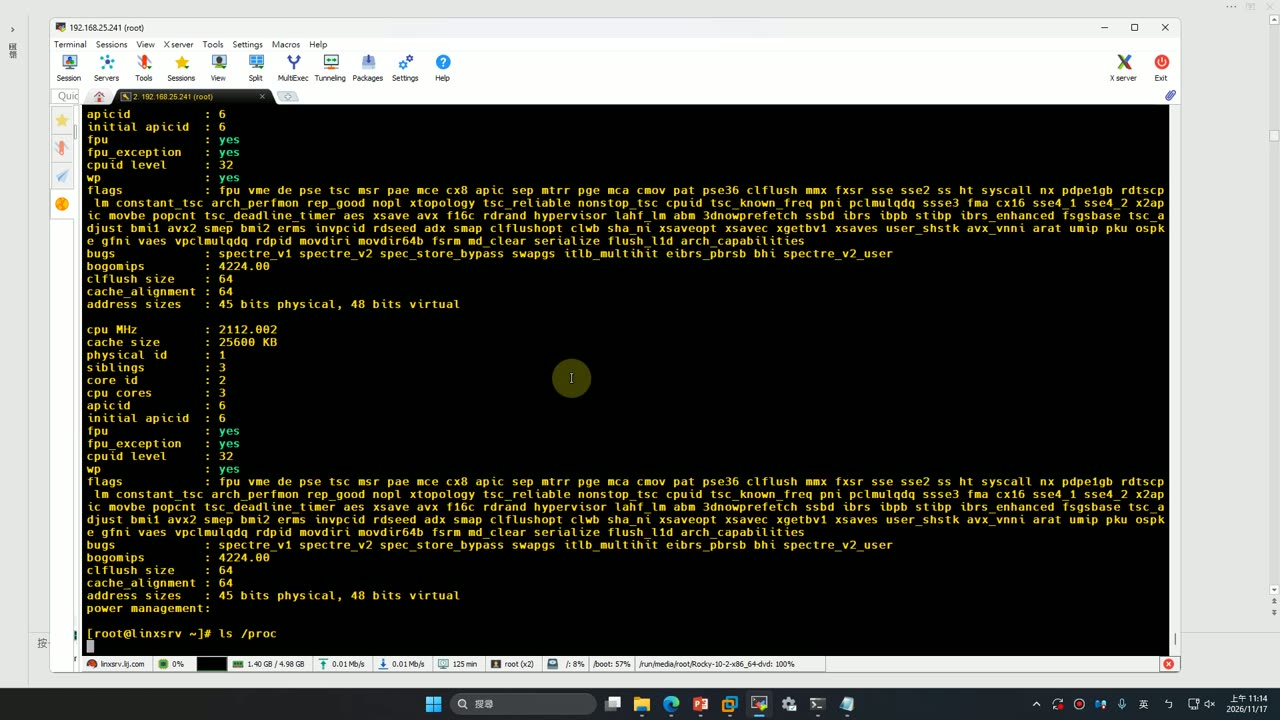 192.168.25.241 (root)
Terminal Sessions View X server Tools Settings Macros Help
Session Servers Tools Sessions View Split MultiExec Tunneling Packages Settings Help X server Exit
Quic
2. 192.168.25.241 (root)
apicid : 6
initial apicid : 6
fpu : yes
fpu_exception : yes
cpuid level : 32
wp : yes
flags : fpu vme de pse tsc msr pae mce cx8 apic sep mtrr pge mca cmov pat pse36 clflush mmx fxsr sse sse2 ss ht syscall nx pdpe1gb rdtscp
lm constant_tsc arch_perfmon rep_good nopl xtopology tsc_reliable nonstop_tsc cpuid tsc_known_freq pni pclmulqdq ssse3 fma cx16 sse4_1 sse4_2 x2ap
ic movbe popcnt tsc_deadline_timer aes xsave avx f16c rdrand hypervisor lahf_lm abm 3dnowprefetch ssbd ibrs ibpb stibp ibrs_enhanced fsgsbase tsc_a
djust bmi1 avx2 smep bmi2 erms invpcid rdseed adx smap clflushopt clwb sha_ni xsaveopt xsavec xgetbv1 xsaves user_shstk avx_vnni arat umip pku ospk
e gfni vaes vpclmulqdq rdpid movdiri movdir64b fsrm md_clear serialize flush_l1d arch_capabilities
bugs : spectre_v1 spectre_v2 spec_store_bypass swapgs itlb_multihit eibrs_pbrsb bhi spectre_v2_user
bogomips : 4224.00
clflush size : 64
cache_alignment : 64
address sizes : 45 bits physical, 48 bits virtual
cpu MHz : 2112.002
cache size : 25600 KB
physical id : 1
siblings : 3
core id : 2
cpu cores : 3
apicid : 6
initial apicid : 6
fpu : yes
fpu_exception : yes
cpuid level : 32
wp : yes
flags : fpu vme de pse tsc msr pae mce cx8 apic sep mtrr pge mca cmov pat pse36 clflush mmx fxsr sse sse2 ss ht syscall nx pdpe1gb rdtscp
lm constant_tsc arch_perfmon rep_good nopl xtopology tsc_reliable nonstop_tsc cpuid tsc_known_freq pni pclmulqdq ssse3 fma cx16 sse4_1 sse4_2 x2ap
ic movbe popcnt tsc_deadline_timer aes xsave avx f16c rdrand hypervisor lahf_lm abm 3dnowprefetch ssbd ibrs ibpb stibp ibrs_enhanced fsgsbase tsc_a
djust bmi1 avx2 smep bmi2 erms invpcid rdseed adx smap clflushopt clwb sha_ni xsaveopt xsavec xgetbv1 xsaves user_shstk avx_vnni arat umip pku ospk
e gfni vaes vpclmulqdq rdpid movdiri movdir64b fsrm md_clear serialize flush_l1d arch_capabilities
bugs : spectre_v1 spectre_v2 spec_store_bypass swapgs itlb_multihit eibrs_pbrsb bhi spectre_v2_user
bogomips : 4224.00
clflush size : 64
cache_alignment : 64
address sizes : 45 bits physical, 48 bits virtual
power management:
[root@linxsrv ~]# ls /proc
按
linxsrv.lij.com 0% 1.40 GB / 4.98 GB 0.01 Mb/s 0.01 Mb/s 125 min root (x2) /: 8% /boot: 57% /run/media/root/Rocky-10-2-x86_64-dvd: 100%
搜尋
英
上午 11:14
2026/11/17